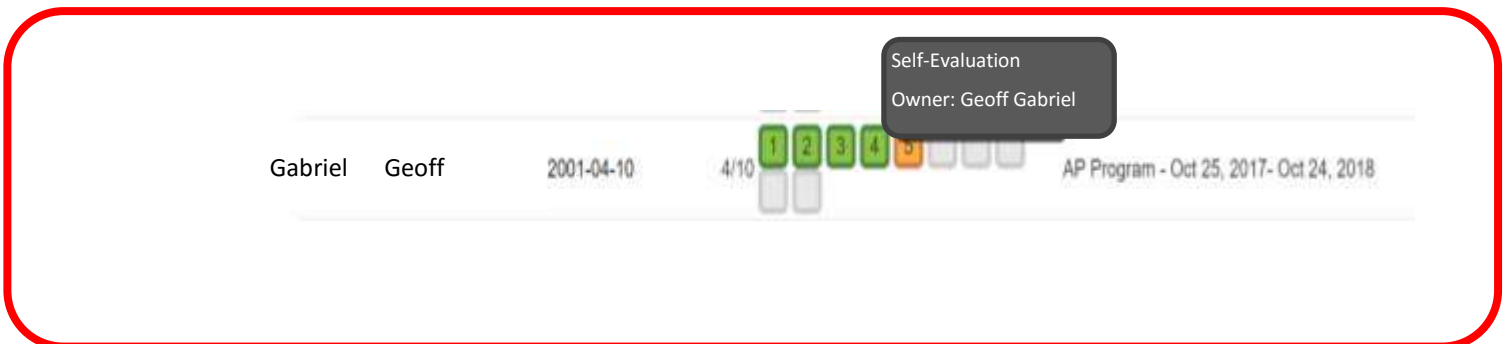 Self-Evaluation
Owner: Geoff Gabriel
Gabriel Geoff 2001-04-10 4/10 1 2 3 4 5 AP Program - Oct 25, 2017- Oct 24, 2018